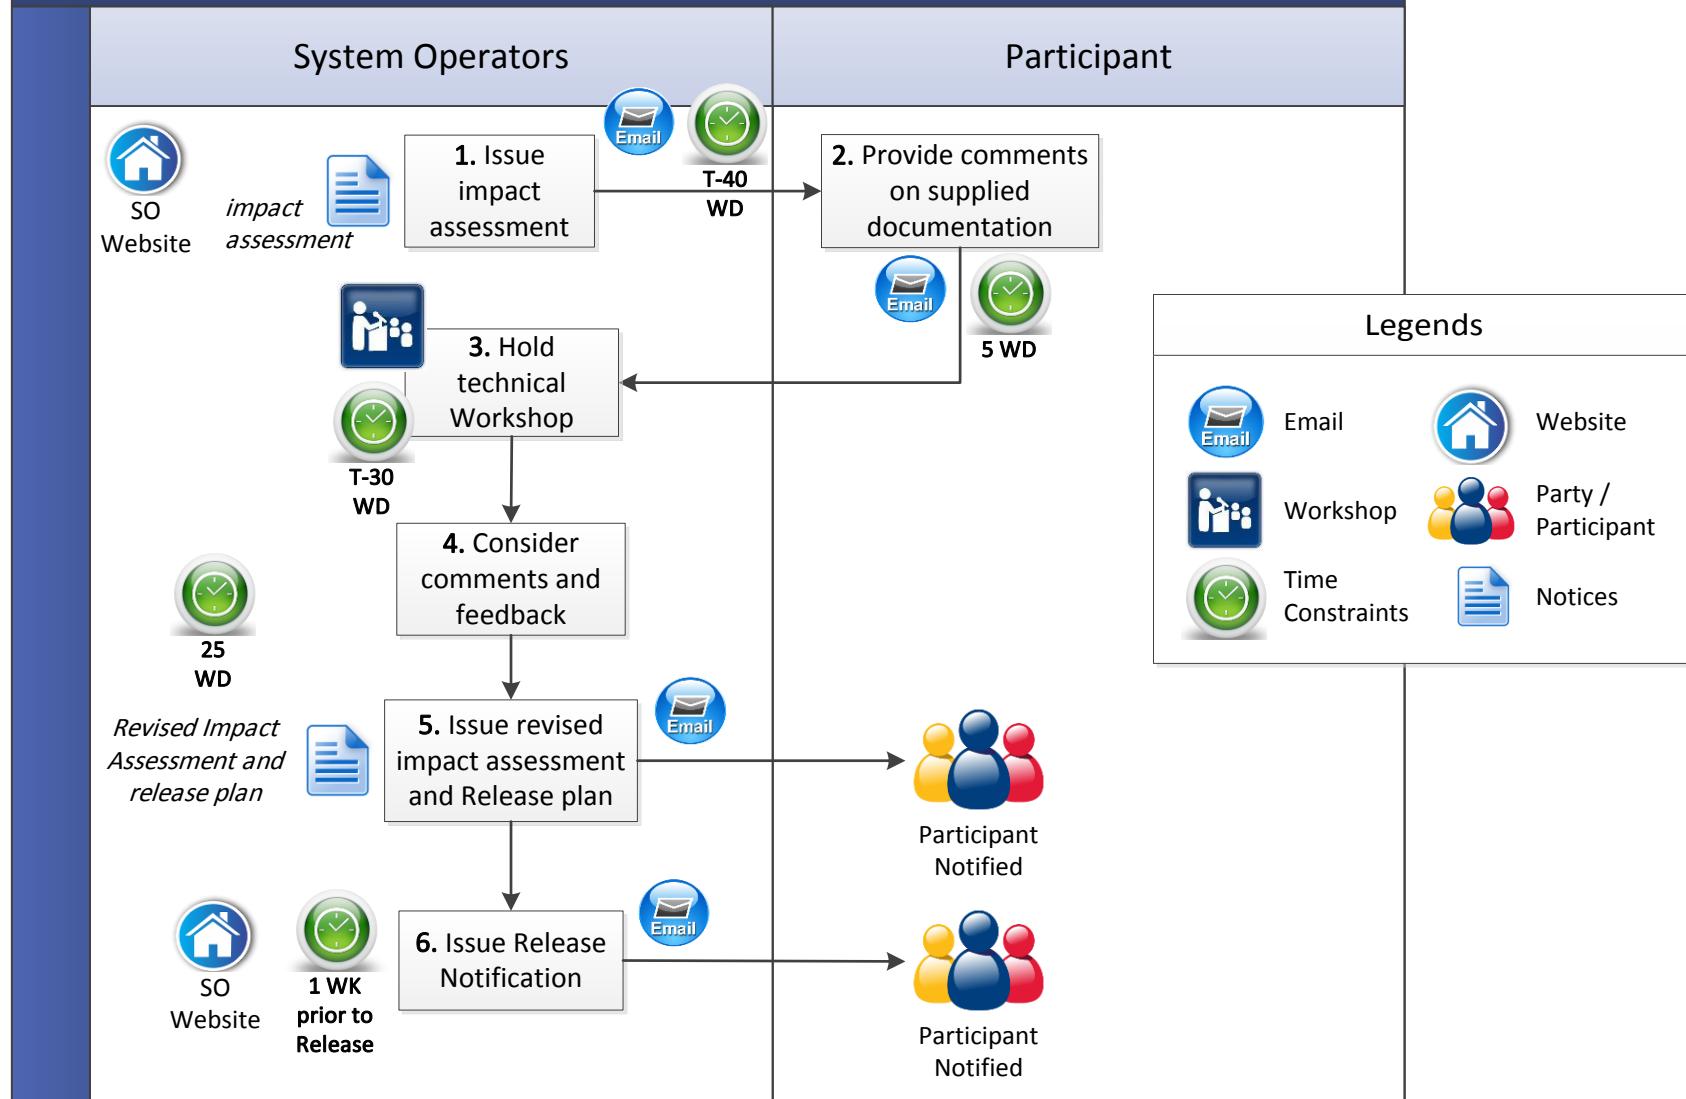 System Operators
Participant
Email
T-40
WD
SO
Website
impact
assessment
1. Issue
impact
assessment
2. Provide comments
on supplied
documentation
Email
5 WD
3. Hold
technical
Workshop
T-30
WD
4. Consider
comments and
feedback
25
WD
Revised Impact
Assessment and
release plan
5. Issue revised
impact assessment
and Release plan
Email
Participant
Notified
SO
Website
1 WK
prior to
Release
6. Issue Release
Notification
Email
Participant
Notified
Legends
Email
Email
Website
Workshop
Party /
Participant
Time
Constraints
Notices